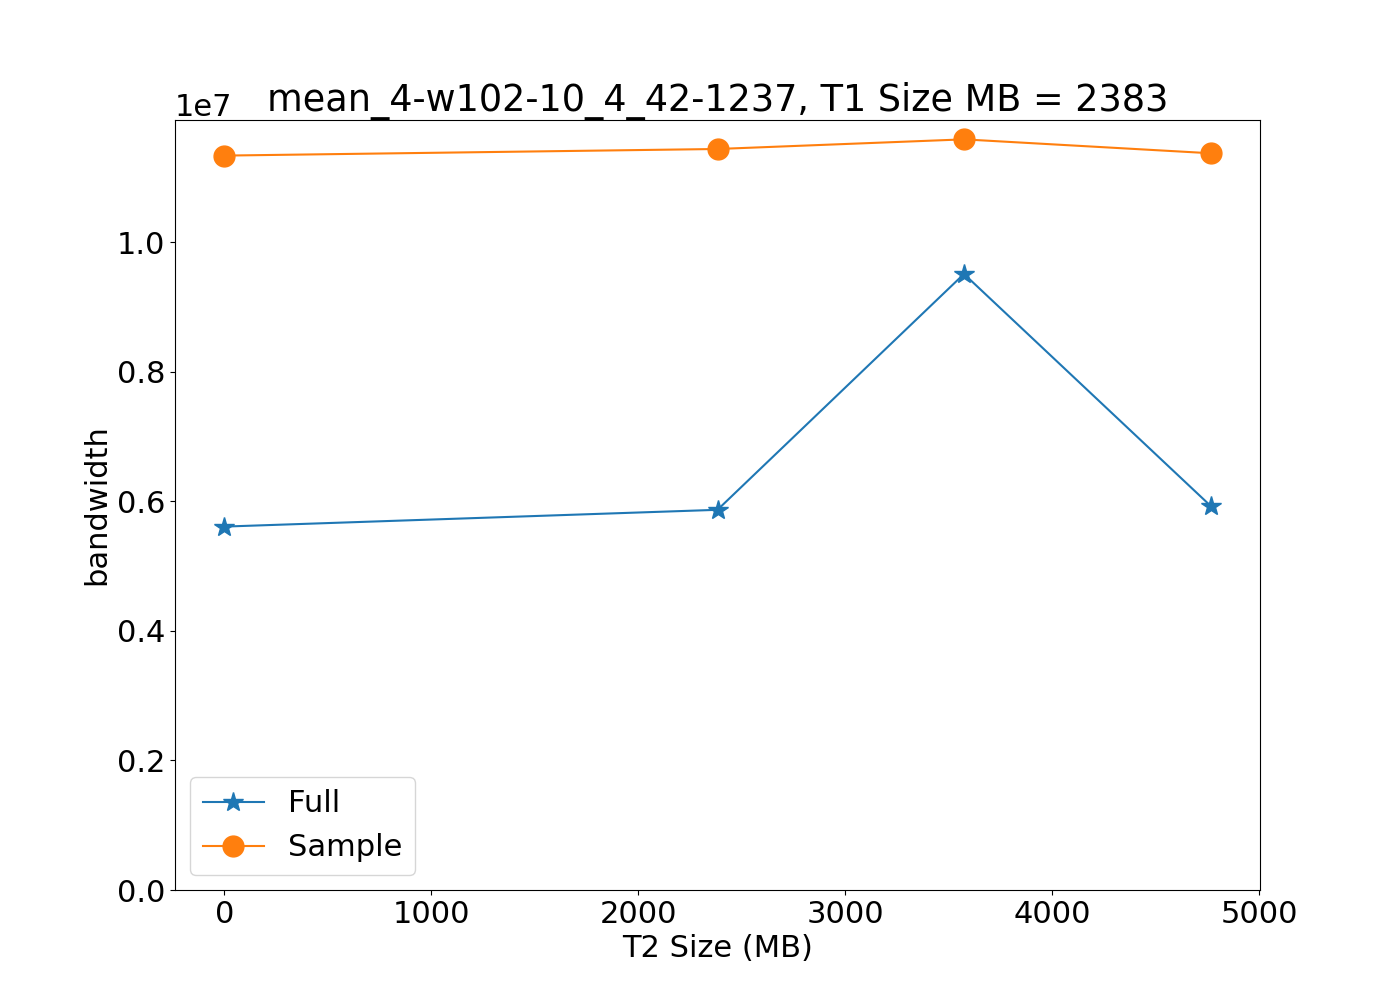 1e7
mean_4-w102-10_4_42-1237, T1 Size MB = 2383
1.0
0.8
0.6
0.4
0.2
0.0
bandwidth
Full
Sample
0 1000 2000 3000 4000 5000
T2 Size (MB)